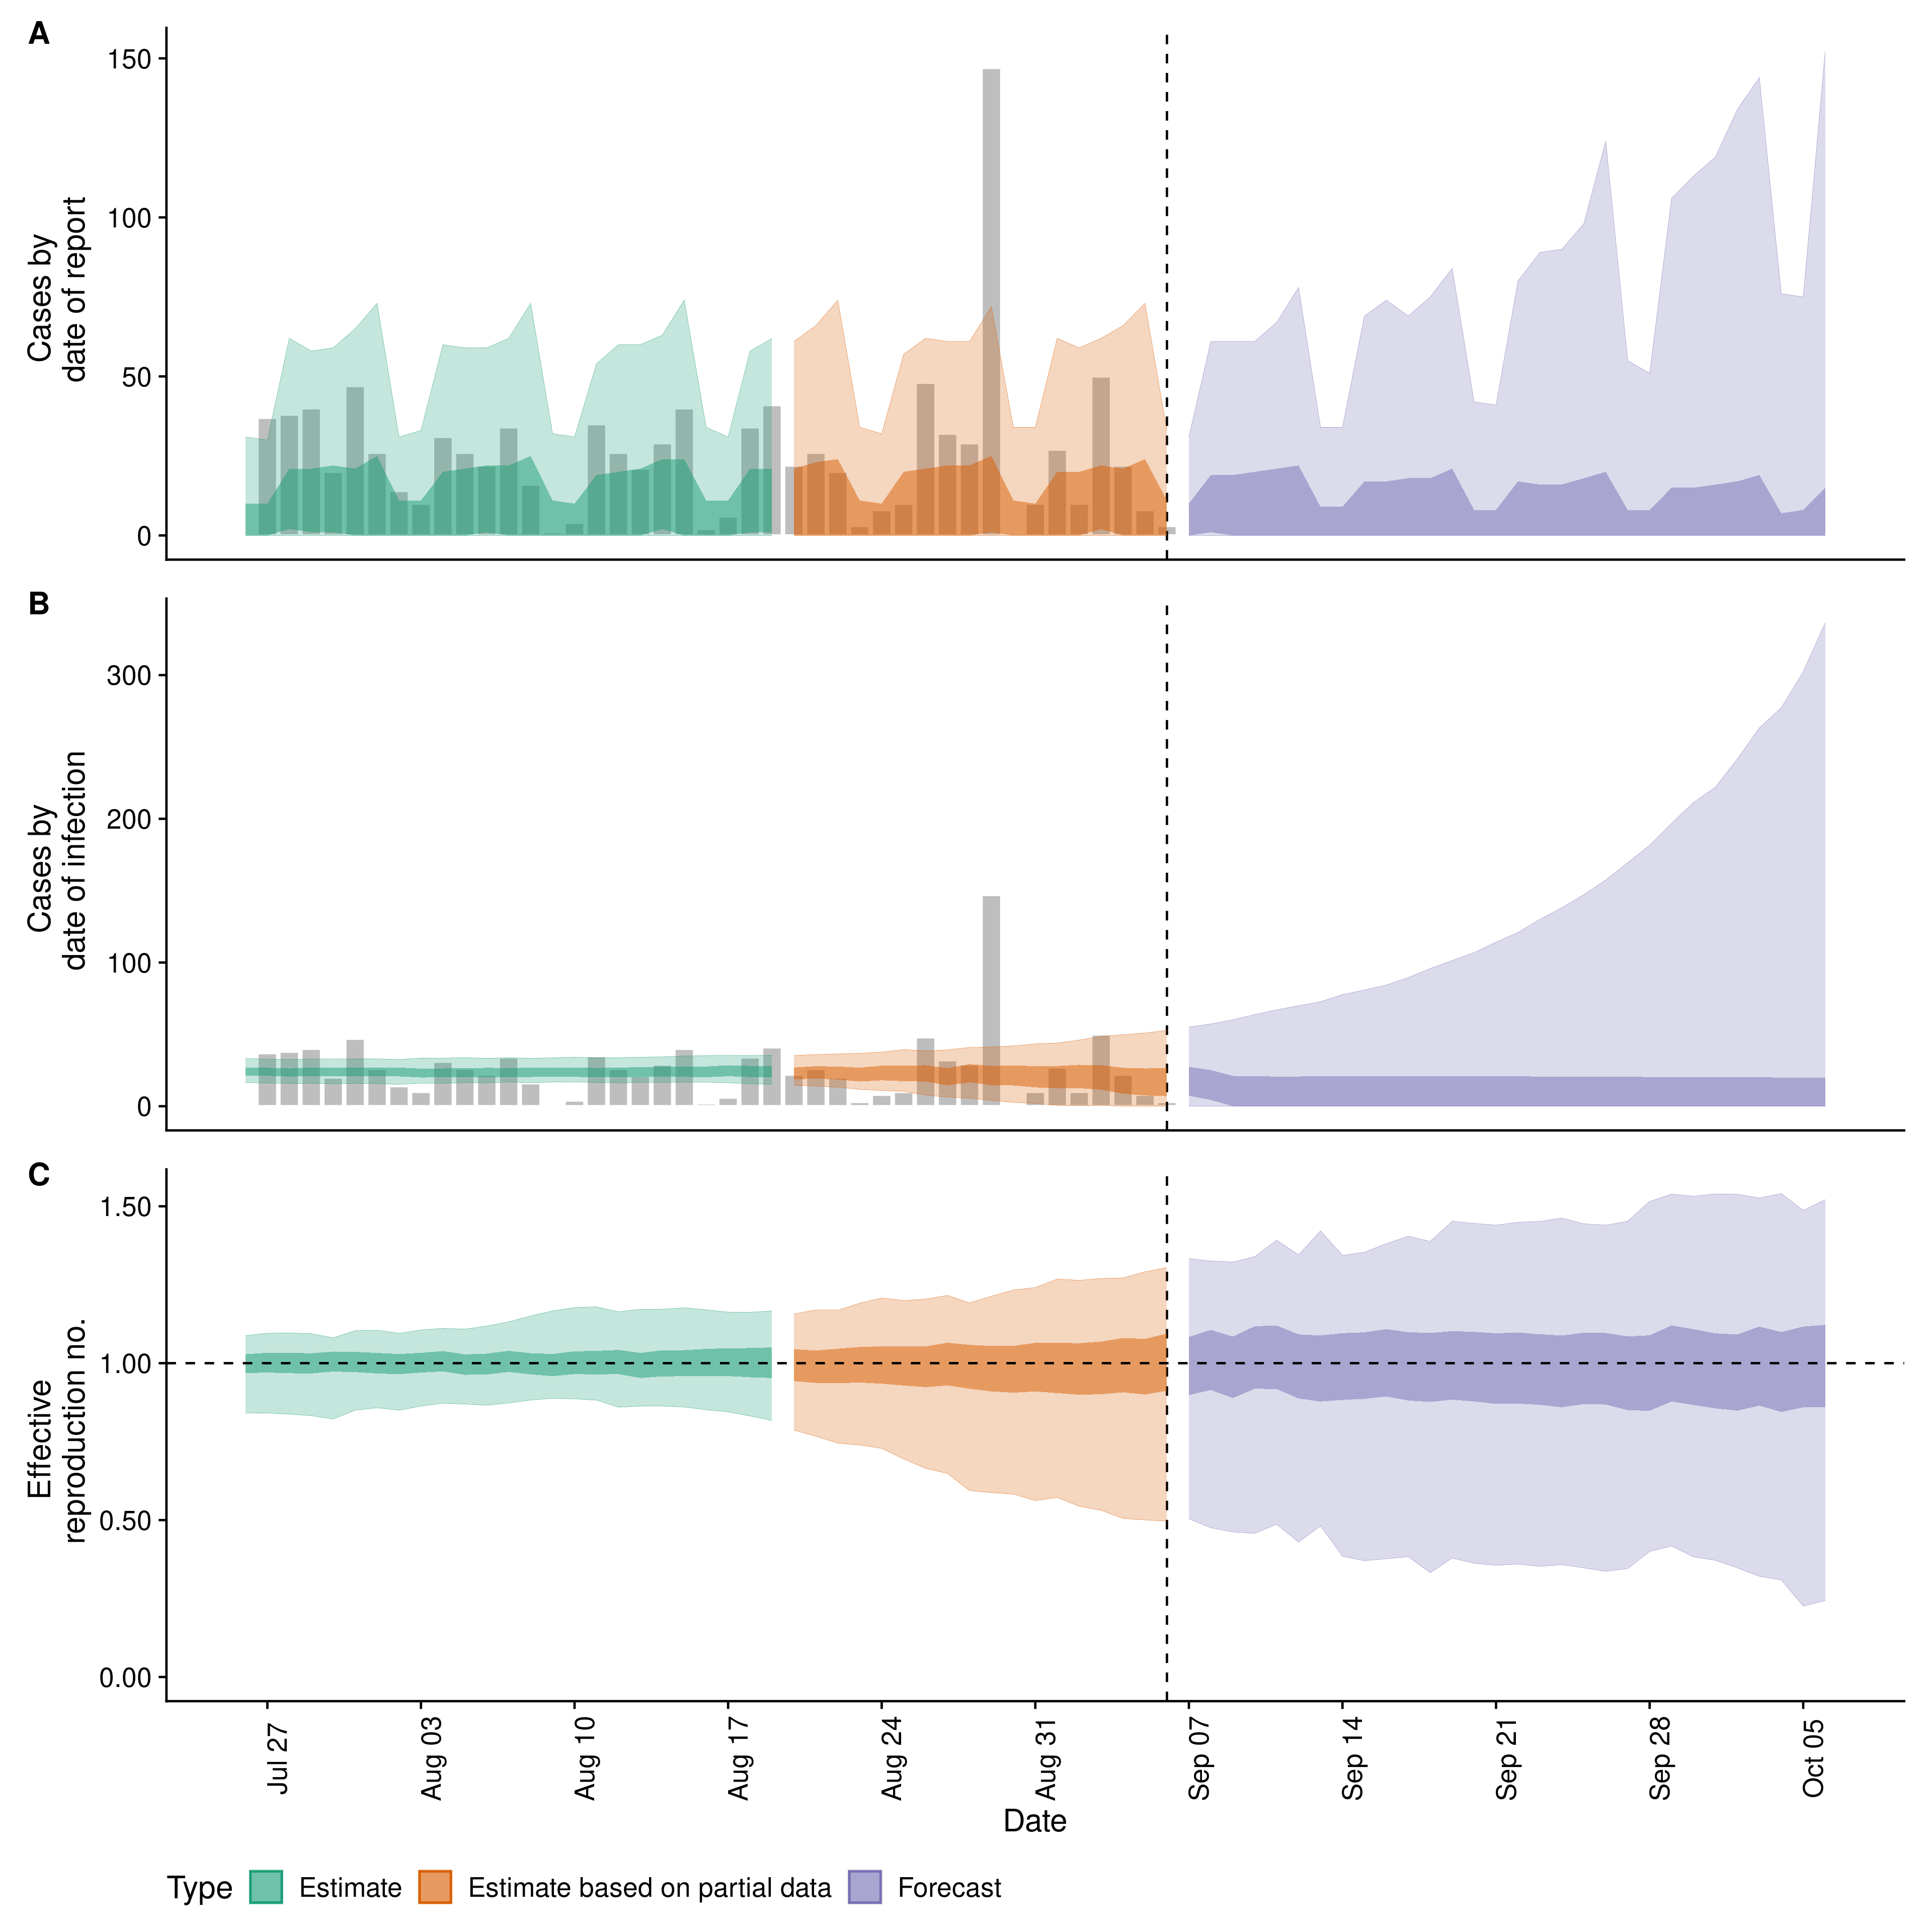 A
Cases by
date of report
150
100
50
0
B
Cases by
date of infection
300
200
100
0
C
Effective
reproduction no.
1.50
1.00
0.50
0.00
Jul 27
Aug 03
Aug 10
Aug 17
Aug 24
Aug 31
Sep 07
Sep 14
Sep 21
Sep 28
Oct 05
Date
Type Estimate Estimate based on partial data Forecast